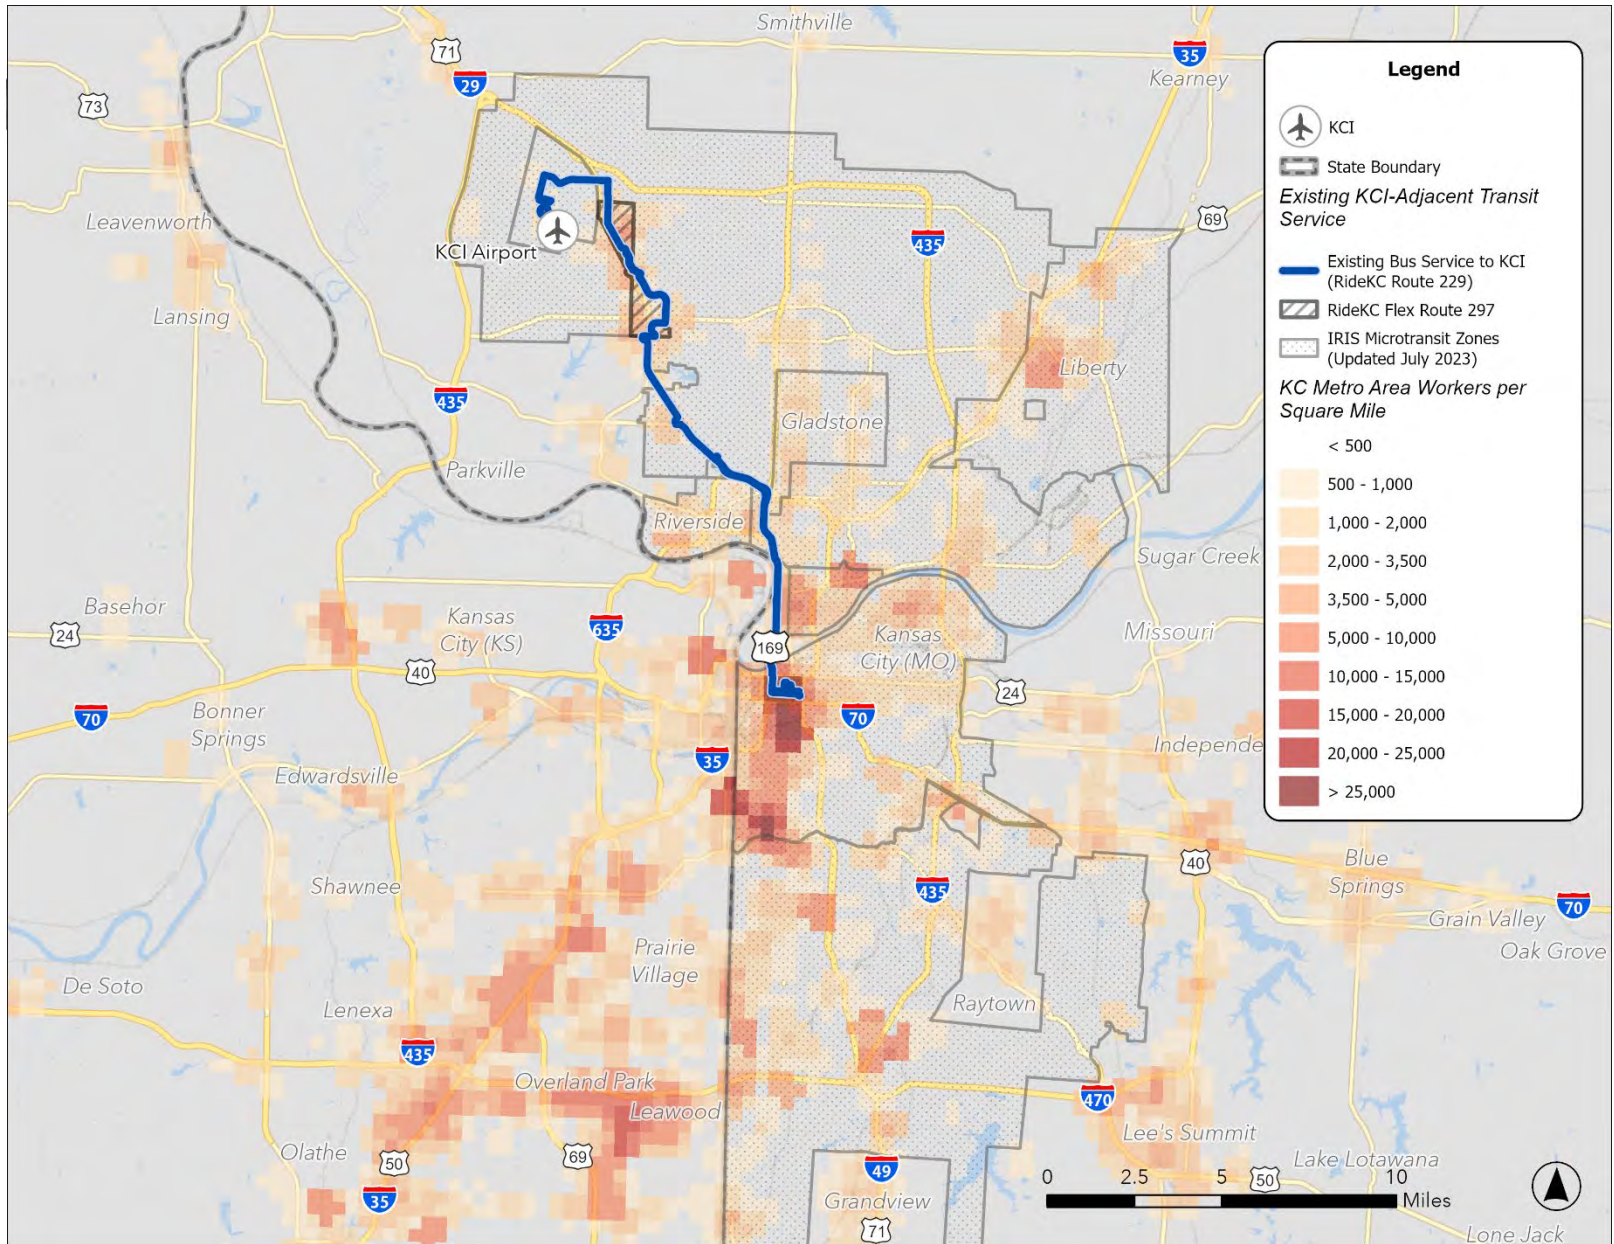 Smithville
71
35
Kearney
29
73
Leavenworth
69
435
KCI Airport
Lansing
Liberty
435
Gladstone
Parkville
Riverside
Sugar Creek
Basehor
Kansas
City (KS)
635
24
Missouri
Kansas
City (MO)
169
40
24
70
70
Bonner
Springs
Independe
35
Edwardsville
40
Blue
Springs
Shawnee
435
70
Grain Valley
Oak Grove
Prairie
Village
De Soto
Raytown
Lenexa
435
Overland Park
Leawood
470
Lee's Summit
Olathe
50
69
49
Lake Lotawana
50
35
Grandview
71
Lone Jack
0
2.5
5
10
Miles
Legend
KCI
State Boundary
Existing KCI-Adjacent Transit
Service
Existing Bus Service to KCI
(RideKC Route 229)
RideKC Flex Route 297
IRIS Microtransit Zones
(Updated July 2023)
KC Metro Area Workers per
Square Mile
< 500
500 - 1,000
1,000 - 2,000
2,000 - 3,500
3,500 - 5,000
5,000 - 10,000
10,000 - 15,000
15,000 - 20,000
20,000 - 25,000
> 25,000